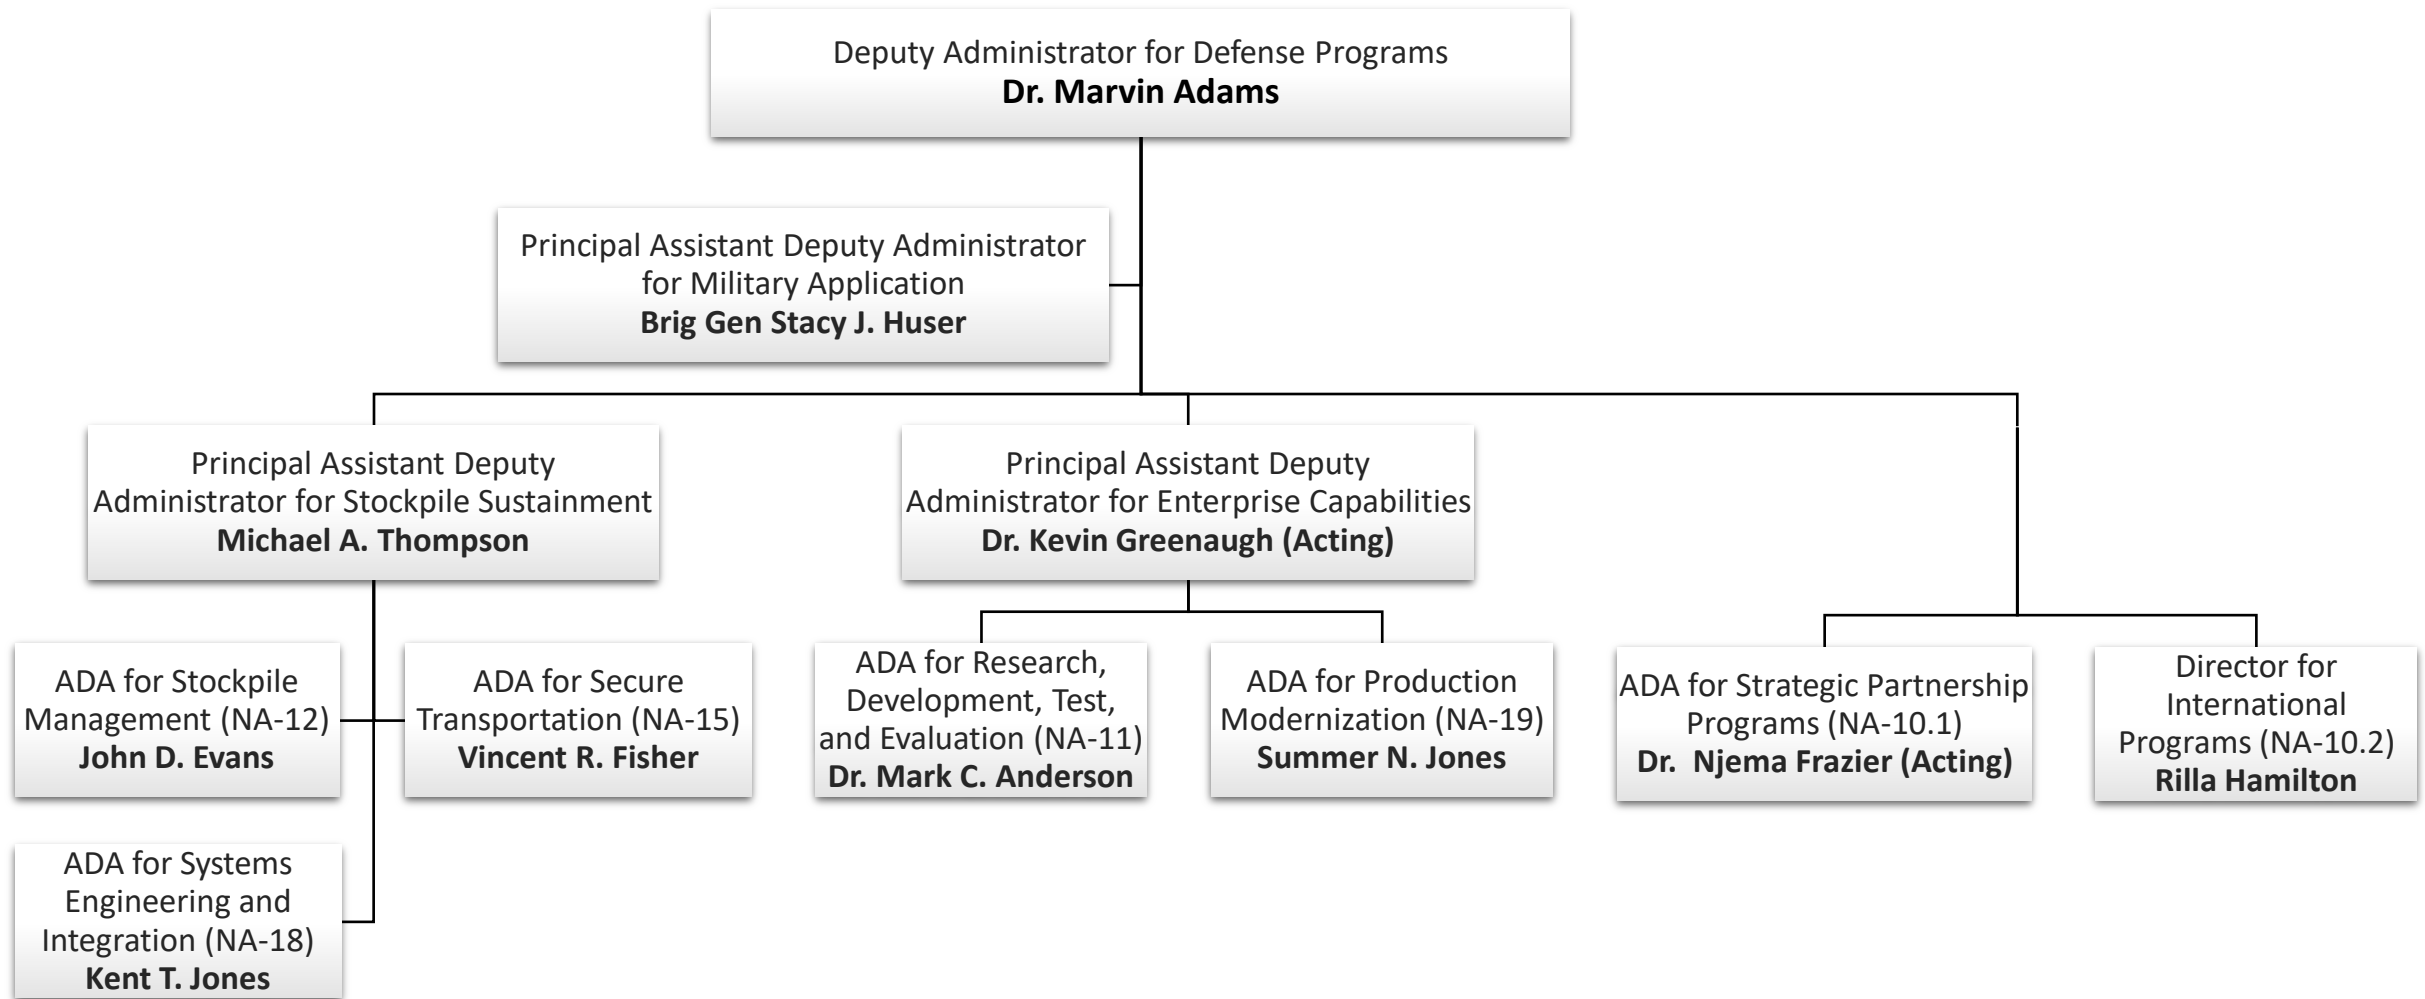 Deputy Administrator for Defense Programs
Dr. Marvin Adams
Principal Assistant Deputy Administrator
for Military Application
Brig Gen Stacy J. Huser
Principal Assistant Deputy
Administrator for Stockpile Sustainment
Michael A. Thompson
Principal Assistant Deputy
Administrator for Enterprise Capabilities
Dr. Kevin Greenaugh (Acting)
ADA for Stockpile
Management (NA-12)
John D. Evans
ADA for Secure
Transportation (NA-15)
Vincent R. Fisher
ADA for Research,
Development, Test,
and Evaluation (NA-11)
Dr. Mark C. Anderson
ADA for Production
Modernization (NA-19)
Summer N. Jones
ADA for Strategic Partnership
Programs (NA-10.1)
Dr.  Njema Frazier (Acting)
Director for
International
Programs (NA-10.2)
Rilla Hamilton
ADA for Systems
Engineering and
Integration (NA-18)
Kent T. Jones